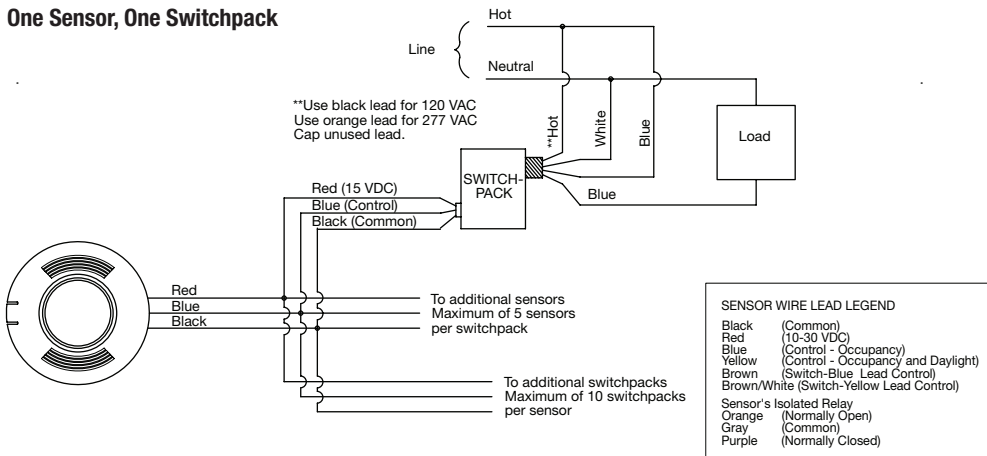 One Sensor, One Switchpack
Hot
Line
Neutral
**Use black lead for 120 VAC
Use orange lead for 277 VAC
Cap unused lead.
**Hot
White
Blue
Load
SWITCH-
PACK
Blue
Red (15 VDC)
Blue (Control)
Black (Common)
Red
Blue
Black
To additional sensors
Maximum of 5 sensors
per switchpack
To additional switchpacks
Maximum of 10 switchpacks
per sensor
SENSOR WIRE LEAD LEGEND
Black (Common)
Red (10-30 VDC)
Blue (Control - Occupancy)
Yellow (Control - Occupancy and Daylight)
Brown (Switch-Blue Lead Control)
Brown/White (Switch-Yellow Lead Control)
Sensor's Isolated Relay
Orange (Normally Open)
Gray (Common)
Purple (Normally Closed)